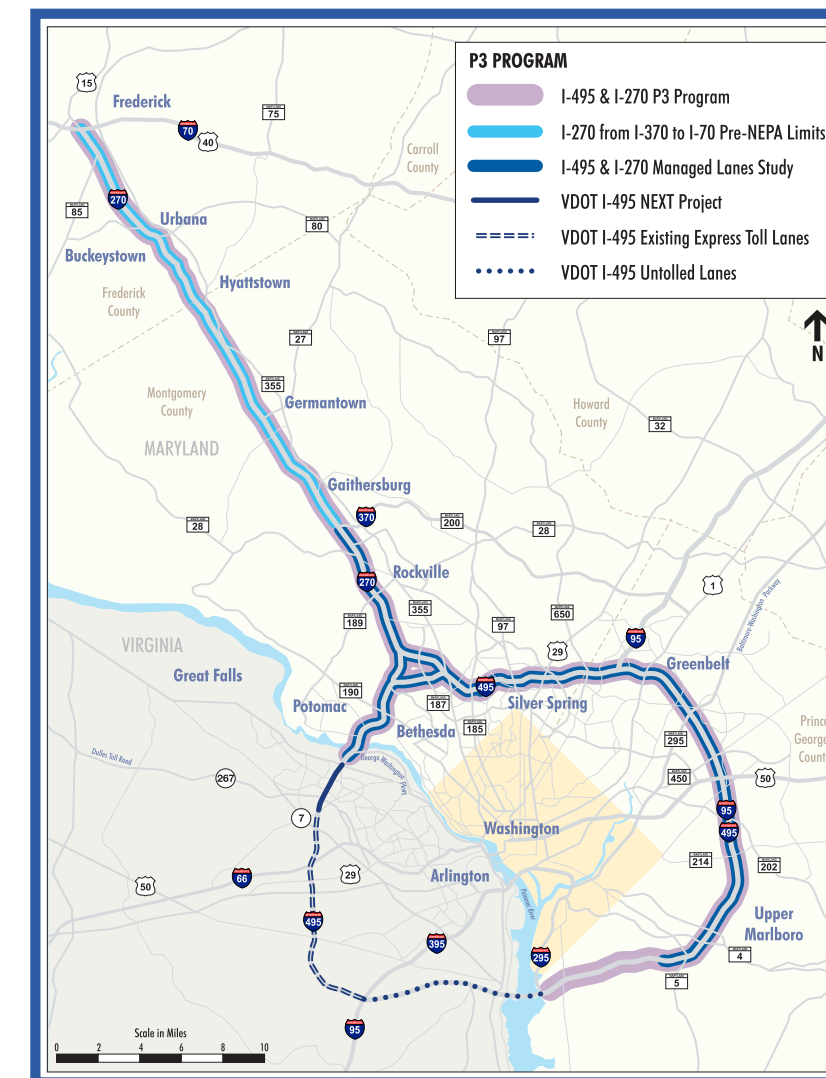 P3 PROGRAM
I-495 & I-270 P3 Program
I-270 from I-370 to I-70 Pre-NEPA Limits
I-495 & I-270 Managed Lanes Study
VDOT I-495 NEXT Project
VDOT I-495 Existing Express Toll Lanes
VDOT I-495 Untolled Lanes
N
15
Frederick
70
40
75
Carroll
County
270
85
Urbana
80
Buckeystown
Hyattstown
Frederick
County
27
97
355
Montgomery
County
Germantown
Howard
County
32
MARYLAND
Gaithersburg
370
28
200
28
Rockville
270
1
Baltimore-Washington Parkway
355
189
650
97
95
29
VIRGINIA
Great Falls
Greenbelt
190
495
187
Silver Spring
Potomac
185
Bethesda
295
Princ
George
Count
Dulles Toll Road
George Washington Pkwy
267
450
50
95
7
495
Washington
214
202
66
29
Arlington
50
Potomac River
495
Upper
Marlboro
395
295
4
5
95
Scale in Miles
0 2 4 6 8 10